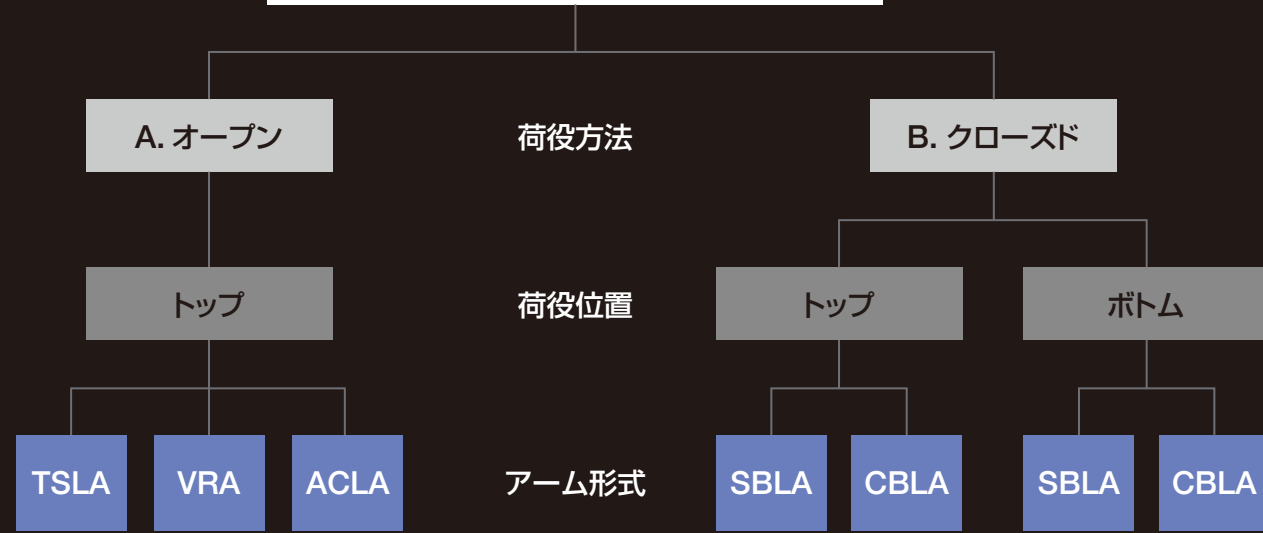 A. オープン
荷役方法
B. クローズド
トップ
荷役位置
トップ
ボトム
TSLA
VRA
ACLA
アーム形式
SBLA
CBLA
SBLA
CBLA